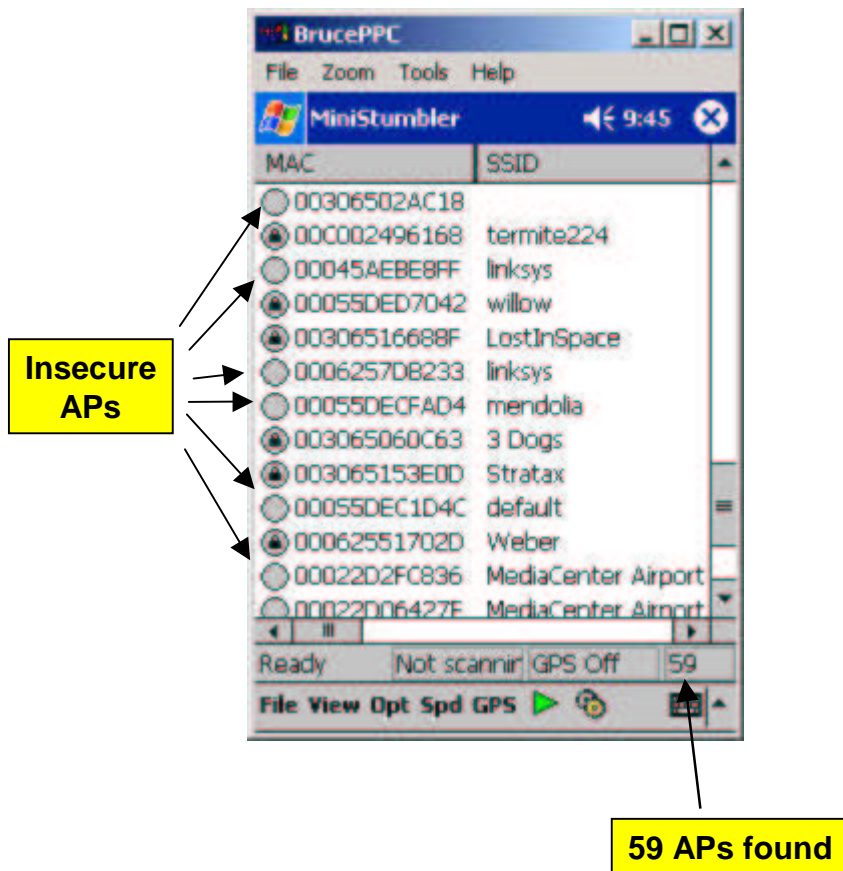 BrucePPC
File Zoom Tools Help
MiniStumbler 9:45
MAC SSID
00306502AC18
00C002496168 termite224
00045AEBE8FF linksys
00055DED7042 willow
00306516688F LostInSpace
Insecure
APs
0006257DB233 linksys
00055DECFAD4 mendolia
003065060C63 3 Dogs
003065153E0D Stratax
00055DEC1D4C default
00062551702D Weber
00022D2FC836 MediaCenter Airport
00022D06427F MediaCenter Airport
Ready Not scannin GPS Off 59
File View Opt Spd GPS
59 APs found